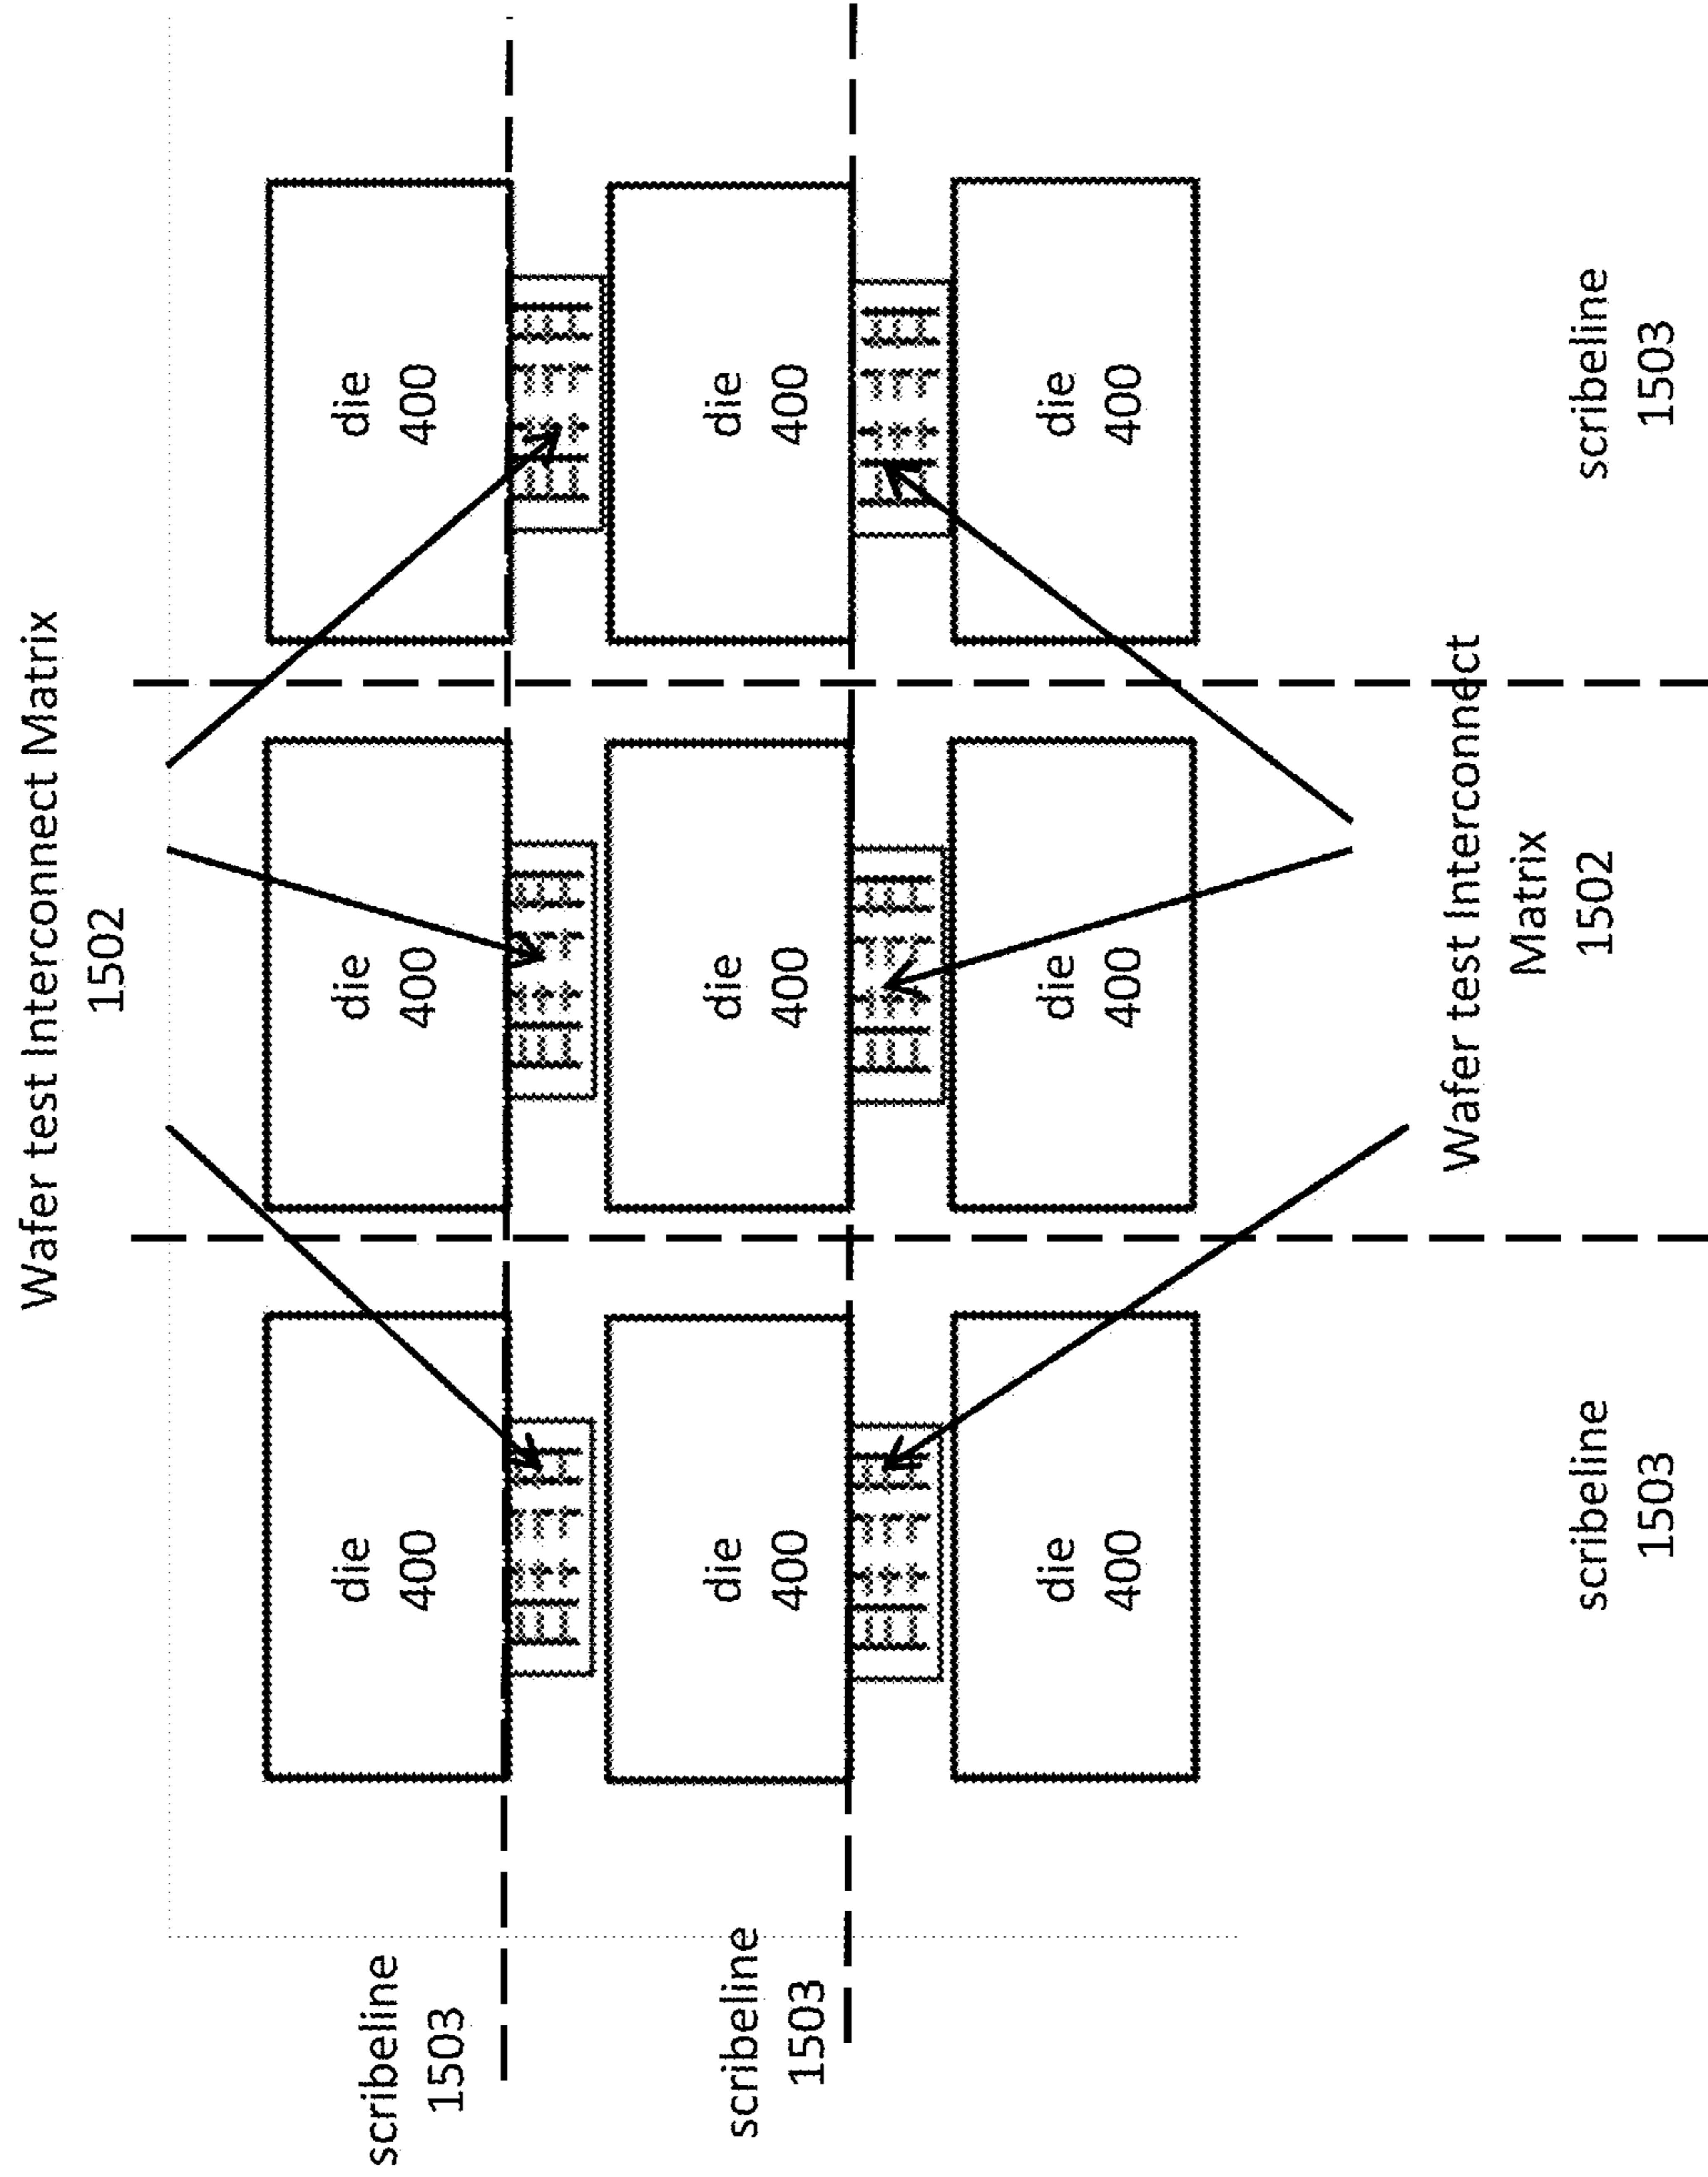 Wafer test Interconnect Matrix
1502
scribeline
1503
die
400
die
400
die
400
scribeline
1503
die
400
die
400
die
400
die
400
die
400
die
400
Wafer test Interconnect
Matrix
1502
scribeline
1503
scribeline
1503